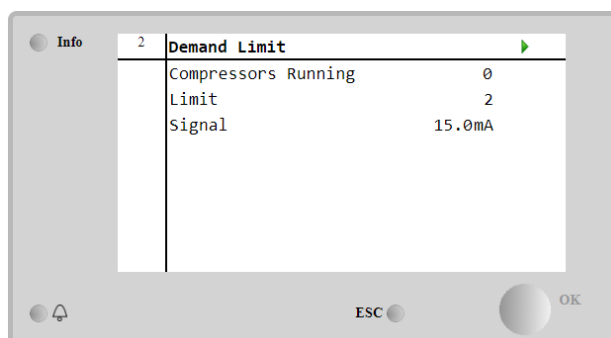 Info
2 Demand Limit
Compressors Running 0
Limit 2
Signal 15.0mA
ESC OK